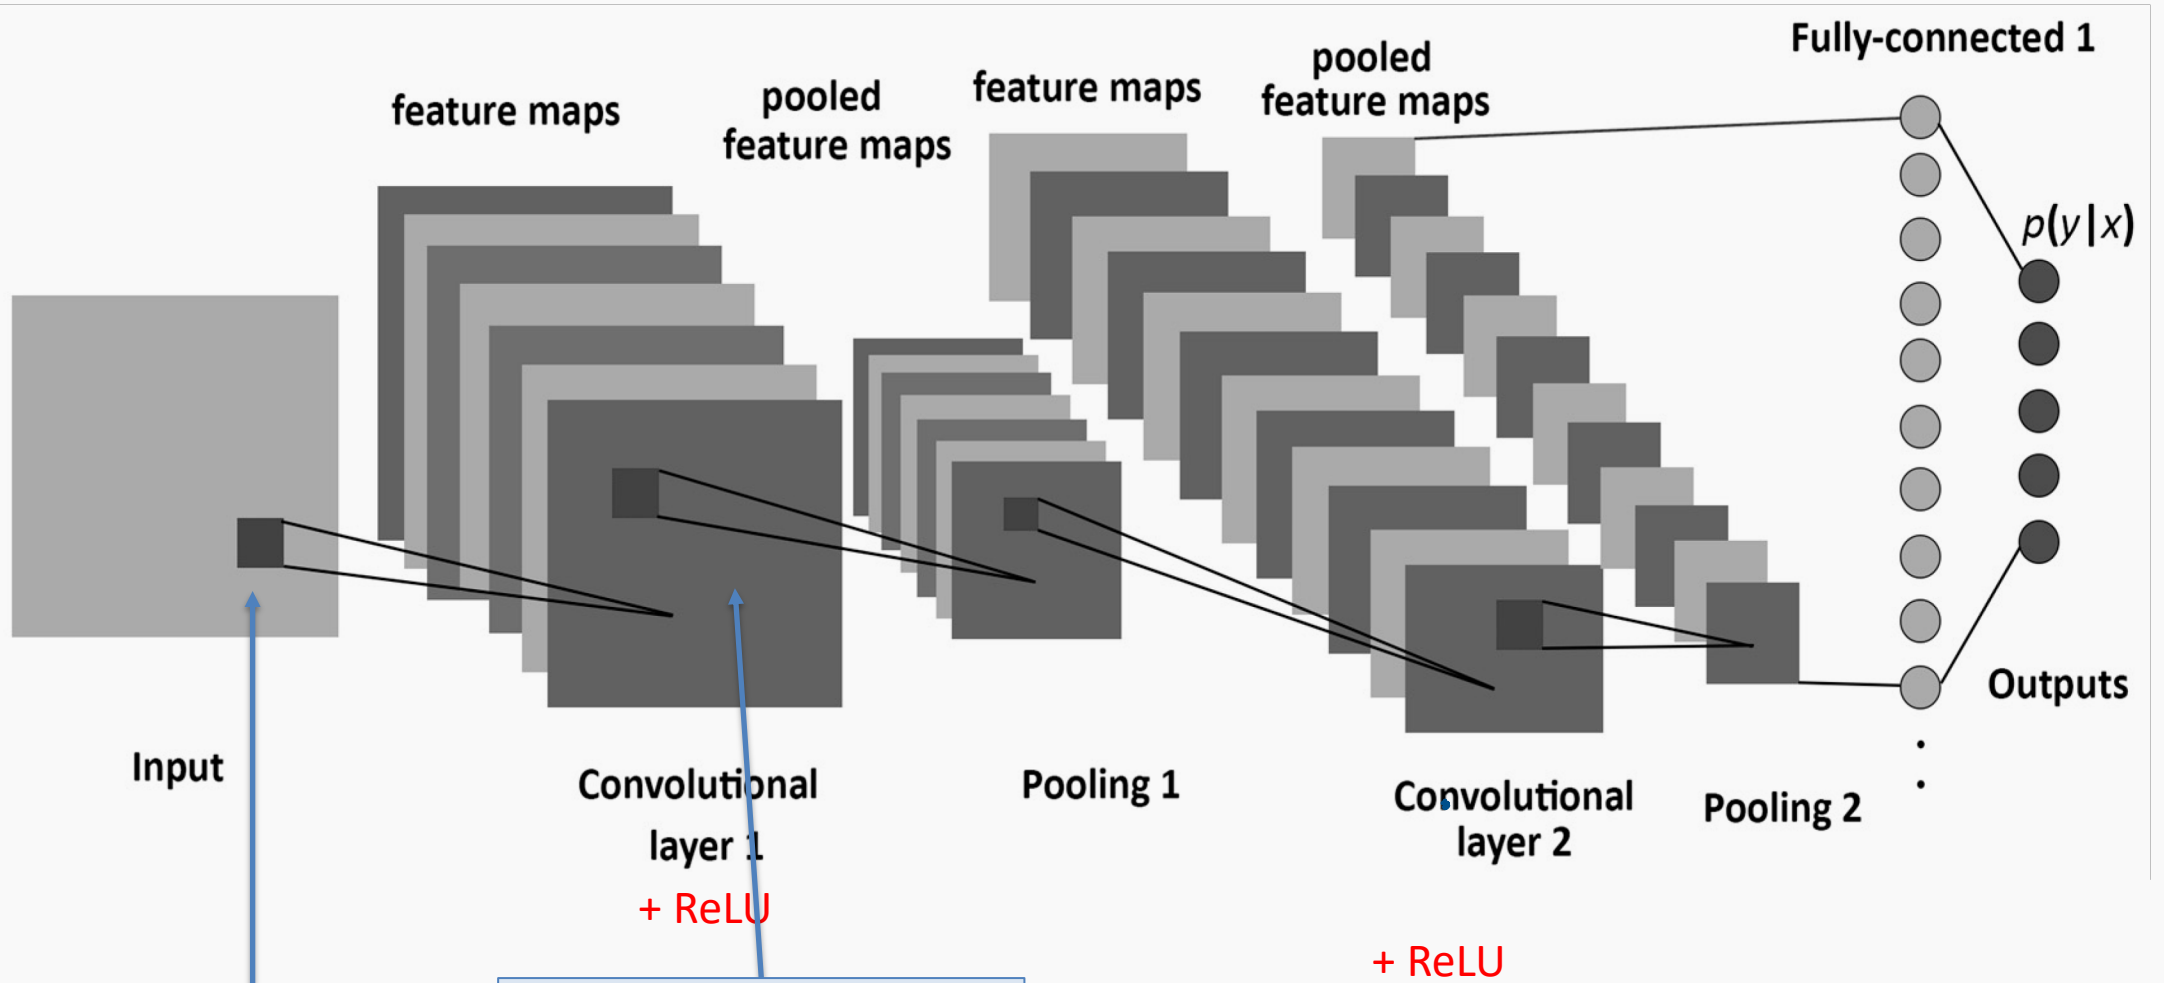 Fully-connected 1
pooled
feature maps
feature maps
pooled
feature maps
feature maps
p(y|x)
Outputs
Input
Convolutional
layer 1
Pooling 1
Convolutional
layer 2
Pooling 2
+ ReLU
+ ReLU